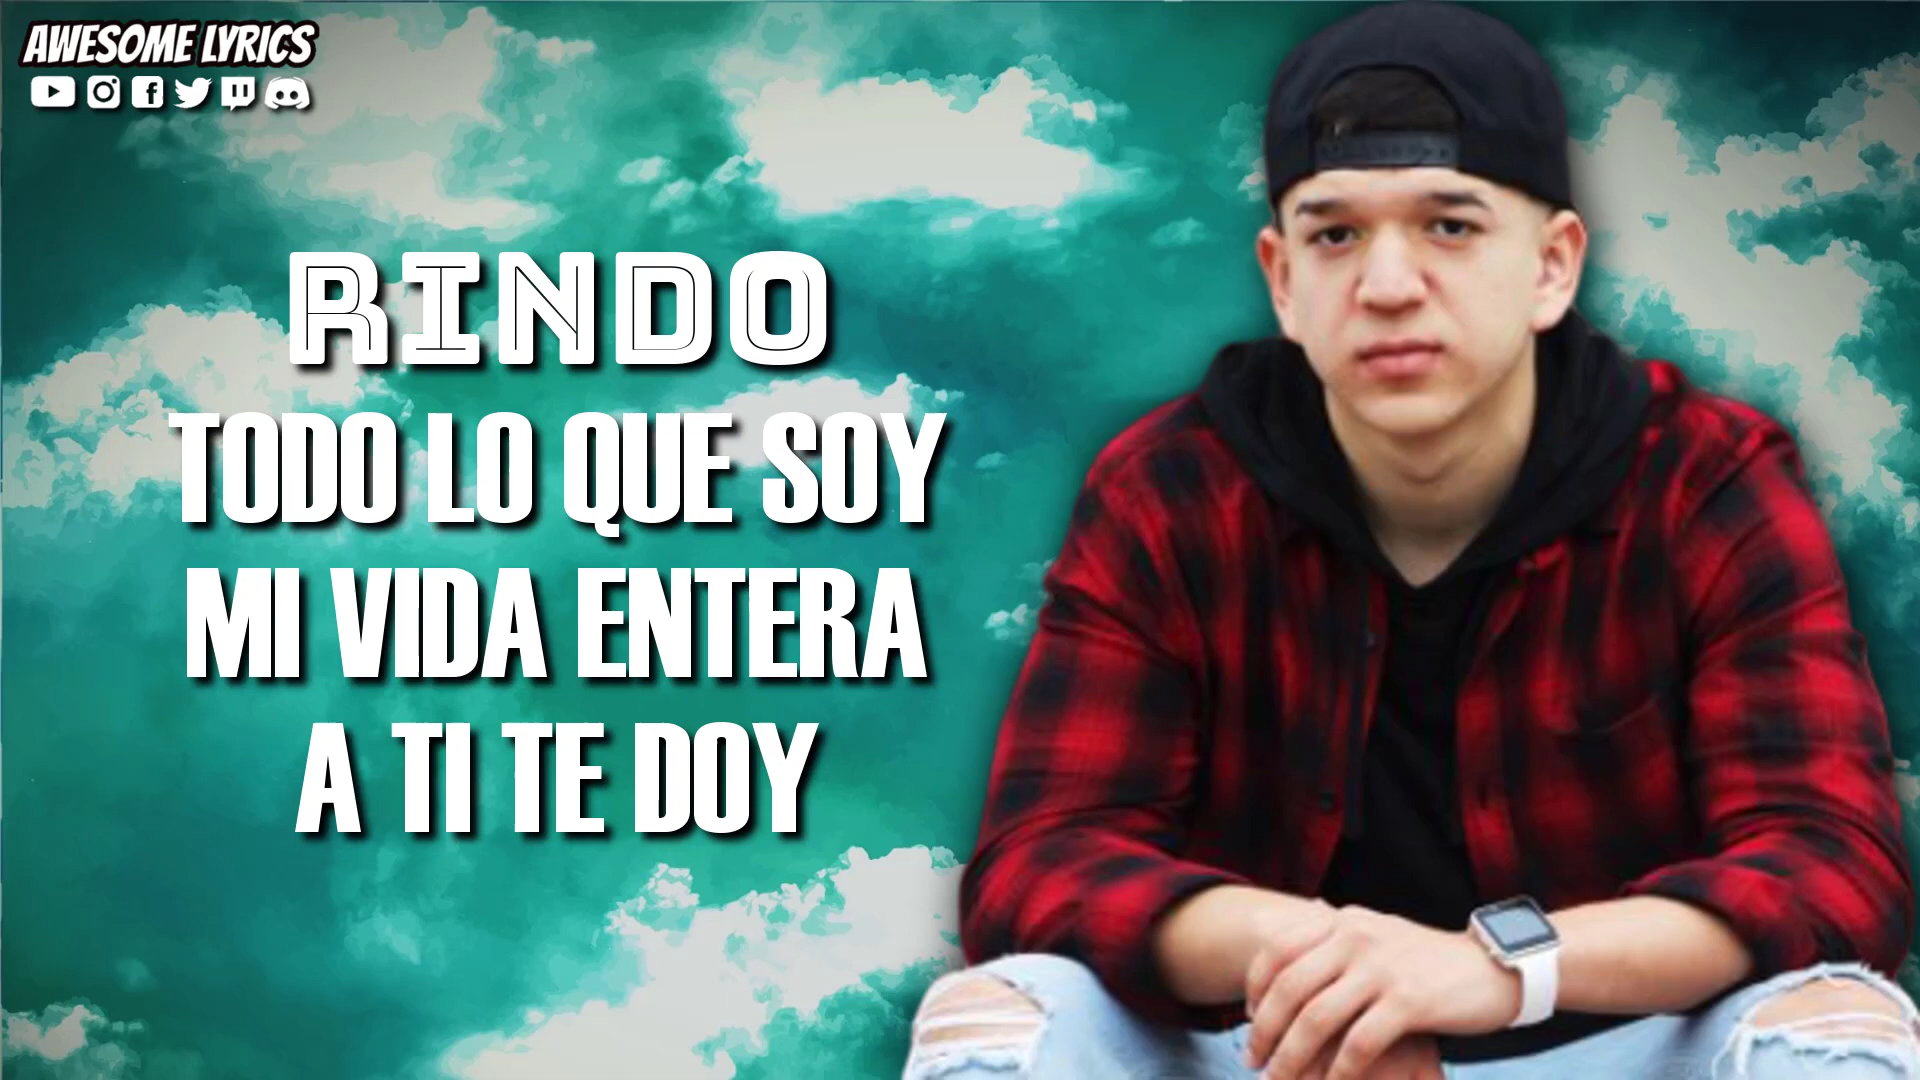 AWESOME LYRICS
RINDO
TODO LO QUE SOY
MI VIDA ENTERA
A TI TE DOY